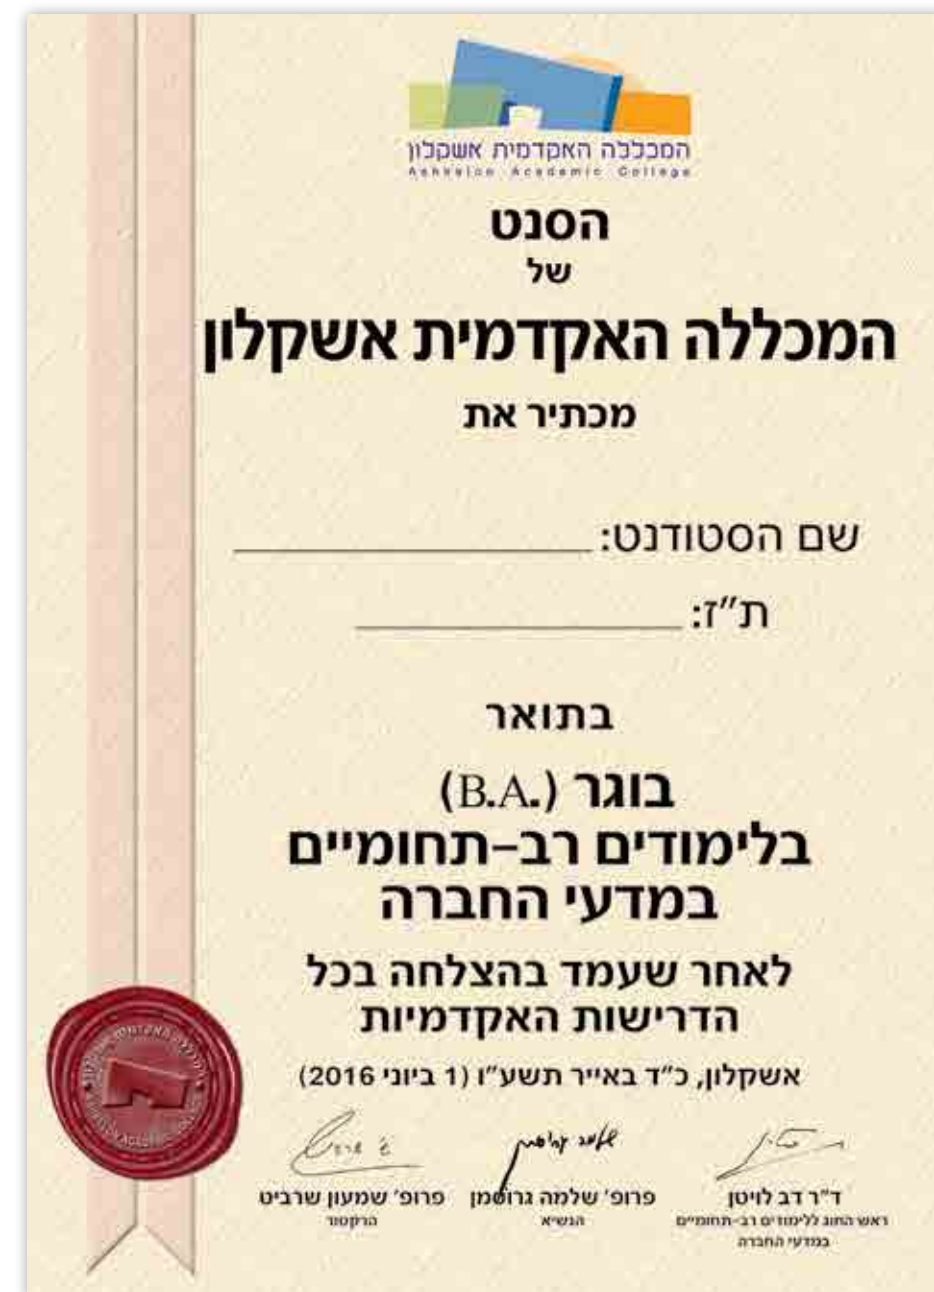 המכללה האקדמית אשקלון
Ashkelon Academic College
הסנט
של
המכללה האקדמית אשקלון
מכתיר את
שם הסטודנט:
ת"ז:
בתואר
בוגר (B.A.)
בלימודים רב-תחומיים
במדעי החברה
לאחר שעמד בהצלחה בכל
הדרישות האקדמיות
אשקלון, כ"ד באייר תשע"ו (1 ביוני 2016)
ד"ר דב לויטן
ראש החוג ללימודים רב-תחומיים
במדעי החברה
פרופ' שלמה גרוסמן
הנשיא
פרופ' שמעון שרביט
הרקטור